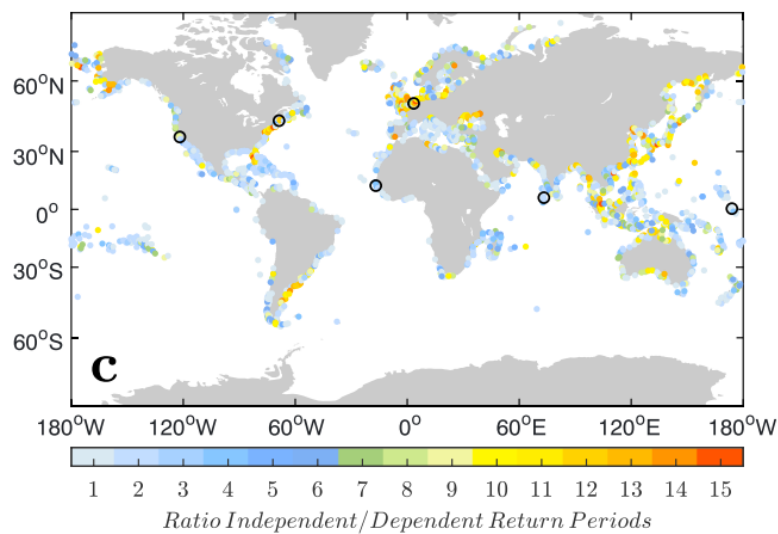 60°N
30°N
0°
30°S
60°S
c
180°W 120°W 60°W 0° 60°E 120°E 180°W
1 2 3 4 5 6 7 8 9 10 11 12 13 14 15
Ratio Independent/Dependent Return Periods